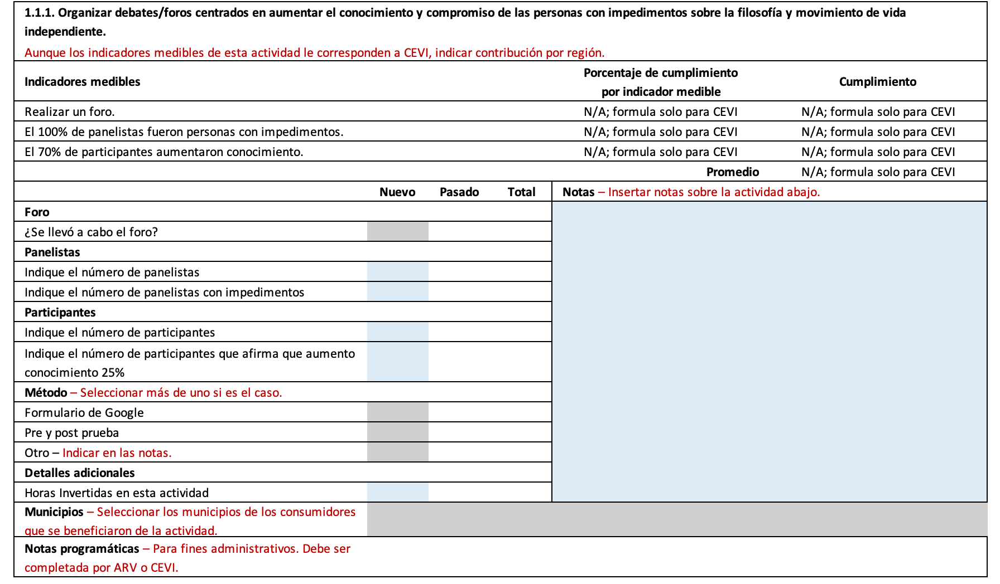 1.1.1. Organizar debates/foros centrados en aumentar el conocimiento y compromiso de las personas con impedimentos sobre la filosofía y movimiento de vida
independiente.
Aunque los indicadores medibles de esta actividad le corresponden a CEVI, indicar contribución por región.
Indicadores medibles
Porcentaje de cumplimiento
por indicador medible
Cumplimiento
Realizar un foro. N/A; formula solo para CEVI N/A; formula solo para CEVI
El 100% de panelistas fueron personas con impedimentos. N/A; formula solo para CEVI N/A; formula solo para CEVI
El 70% de participantes aumentaron conocimiento. N/A; formula solo para CEVI N/A; formula solo para CEVI
Promedio N/A; formula solo para CEVI
Nuevo Pasado Total Notas – Insertar notas sobre la actividad abajo.
Foro
¿Se llevó a cabo el foro?
Panelistas
Indique el número de panelistas
Indique el número de panelistas con impedimentos
Participantes
Indique el número de participantes
Indique el número de participantes que afirma que aumento
conocimiento 25%
Método – Seleccionar más de uno si es el caso.
Formulario de Google
Pre y post prueba
Otro – Indicar en las notas.
Detalles adicionales
Horas Invertidas en esta actividad
Municipios – Seleccionar los municipios de los consumidores
que se beneficiaron de la actividad.
Notas programáticas – Para fines administrativos. Debe ser
completada por ARV o CEVI.